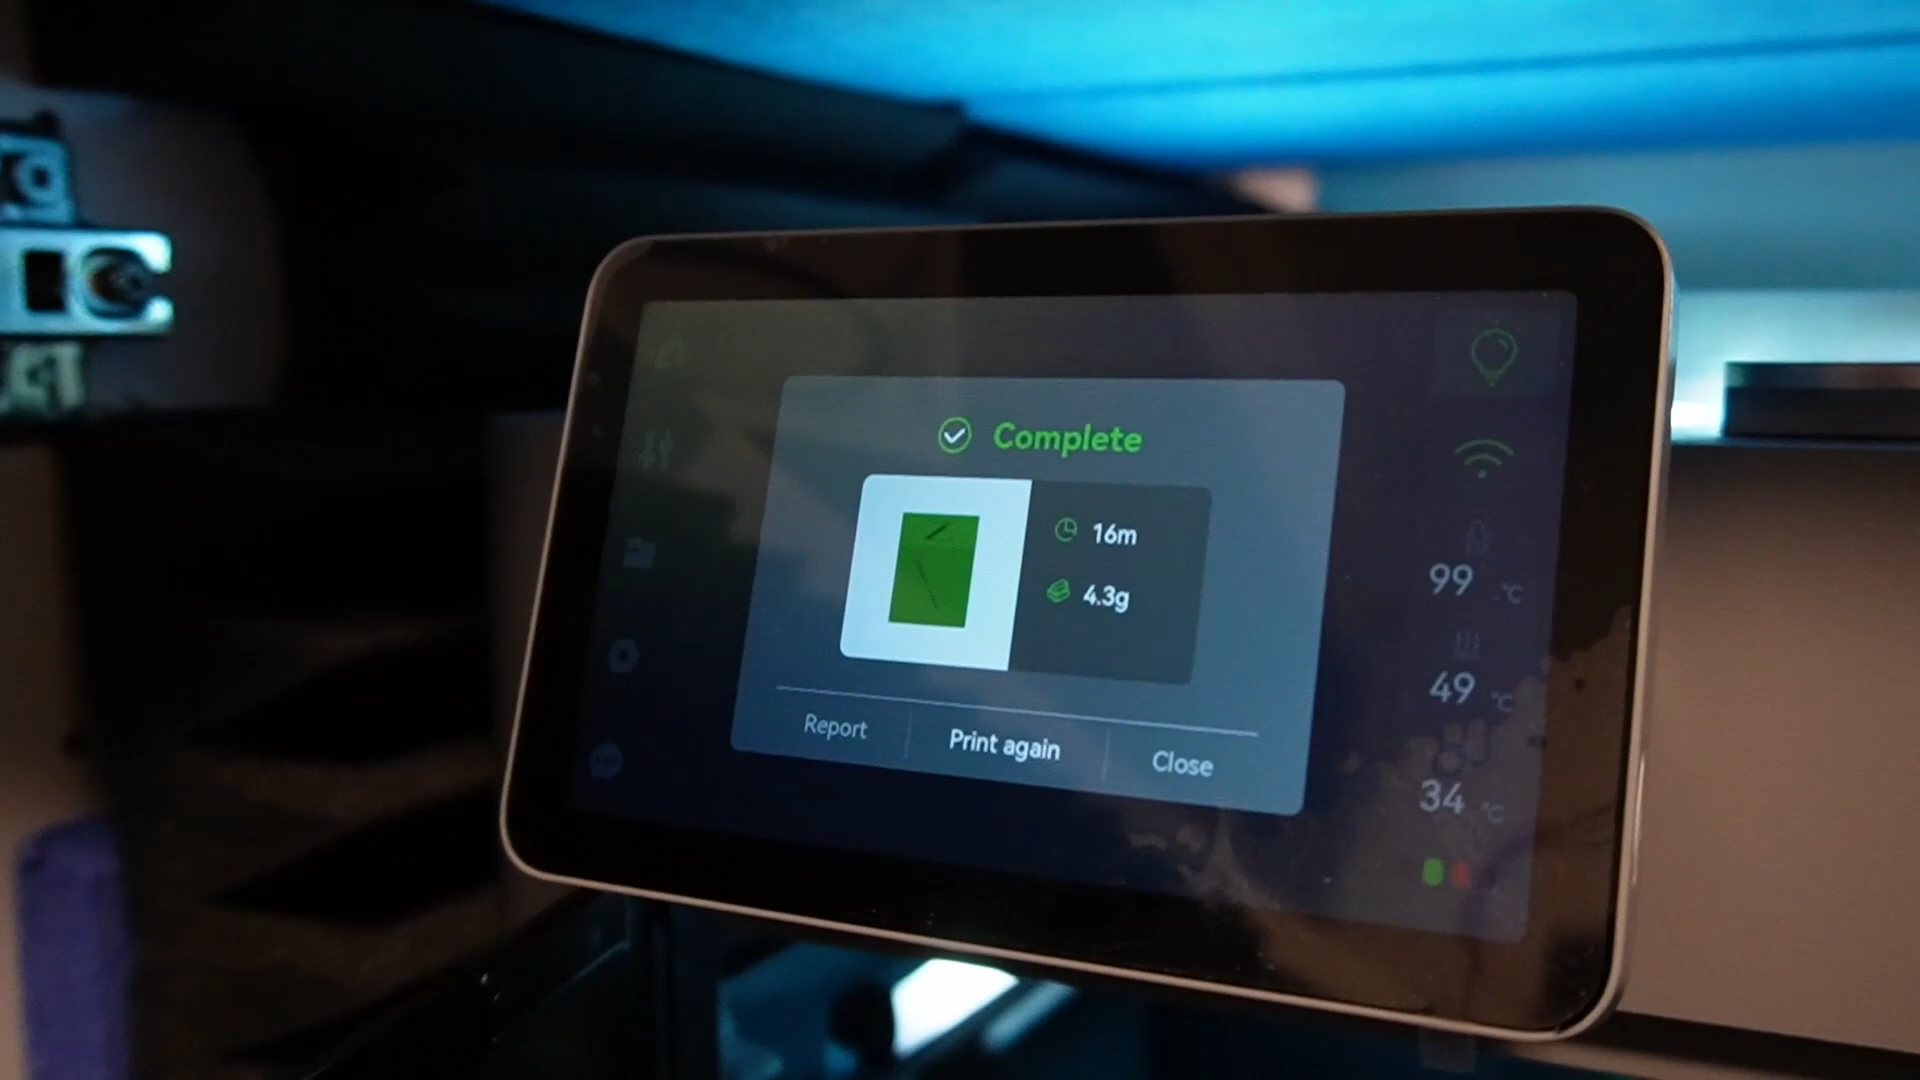 Complete
16m
4.3g
Report
Print again
Close
99 °C
49 °C
34 °C